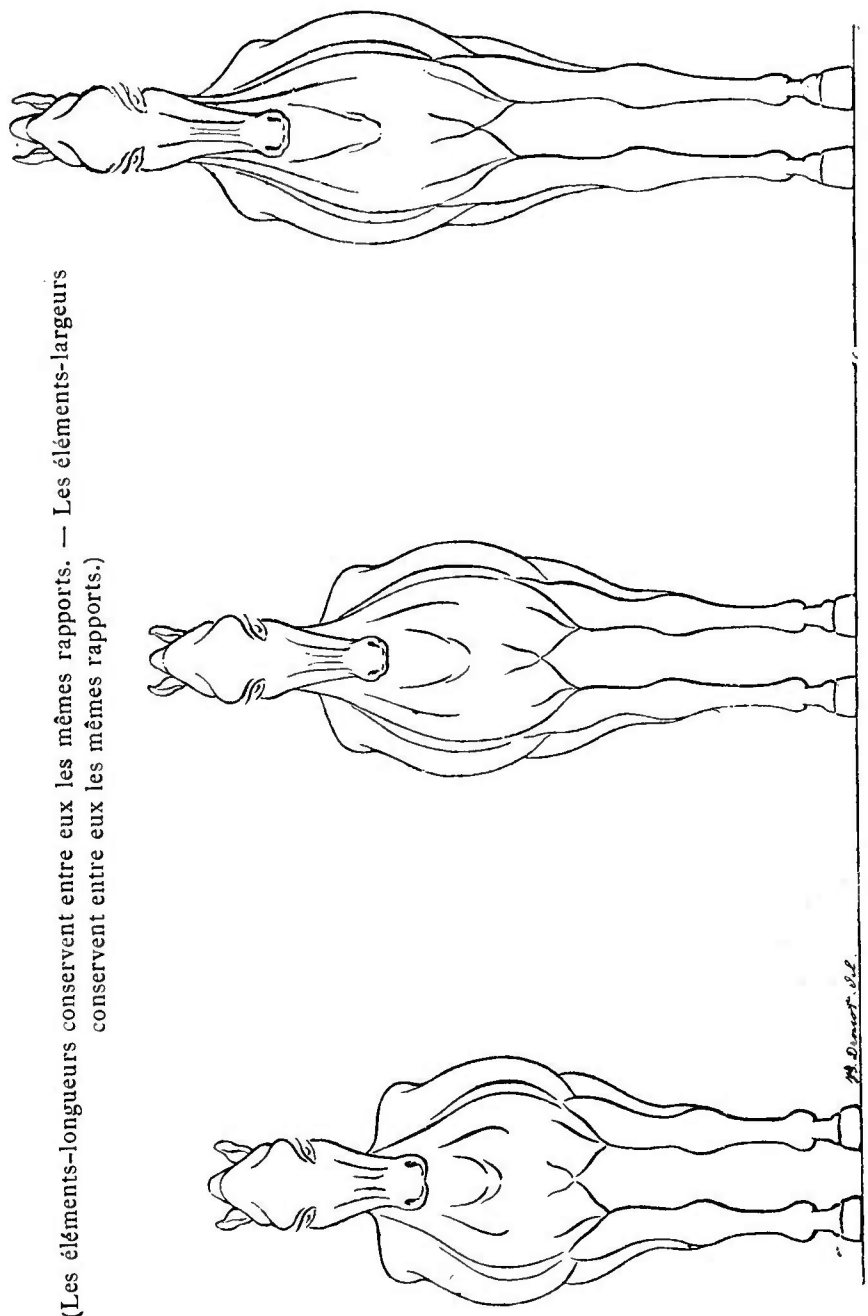 (Les éléments-longueurs conservent entre eux les mêmes rapports. — Les éléments-largeurs
conservent entre eux les mêmes rapports.)